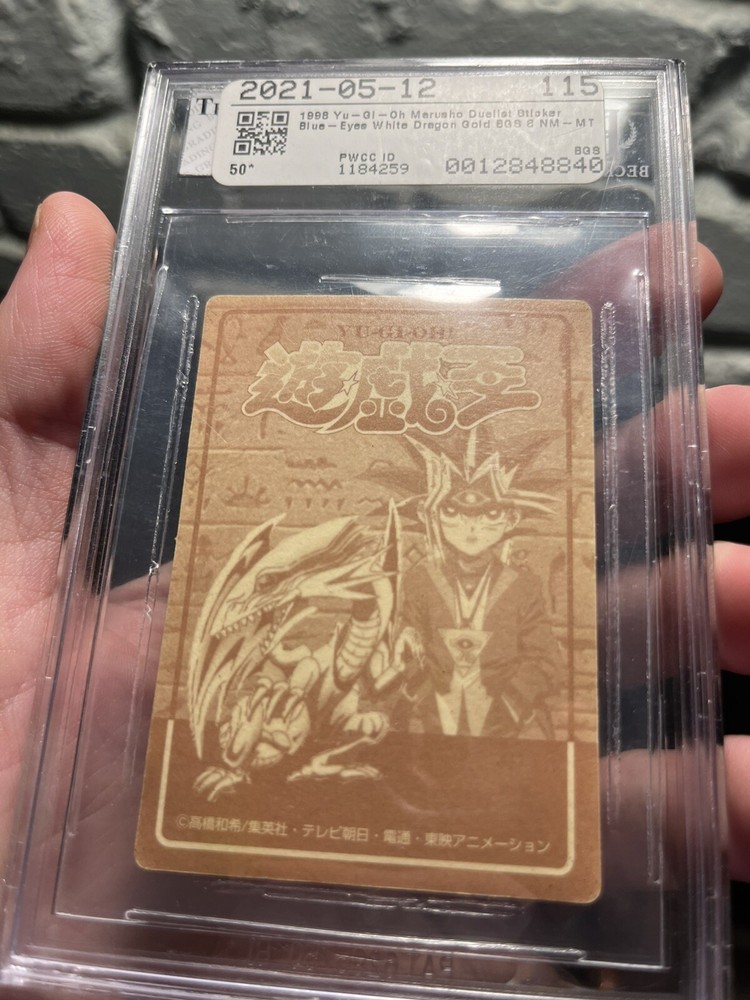 2021-05-12 115
1998 Yu-Gi-Oh Marusho Duelist Sticker
Blue-Eyes White Dragon Gold BGS 8 NM-MT
50*
PWCC ID
1184259
BGS
0012848840
YU-GI-OH!
遊戯王
©高橋和希/集英社・テレビ朝日・電通・東映アニメーション